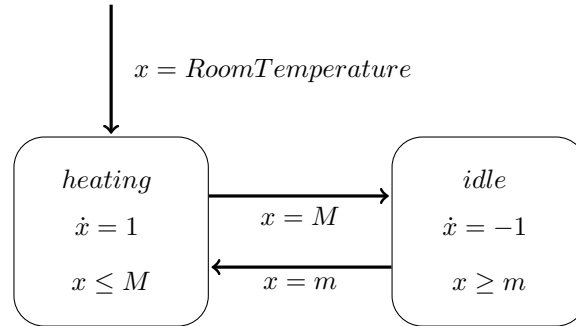 x = RoomTemperature
heating
ẋ = 1
x ≤ M
x = M
x = m
idle
ẋ = −1
x ≥ m